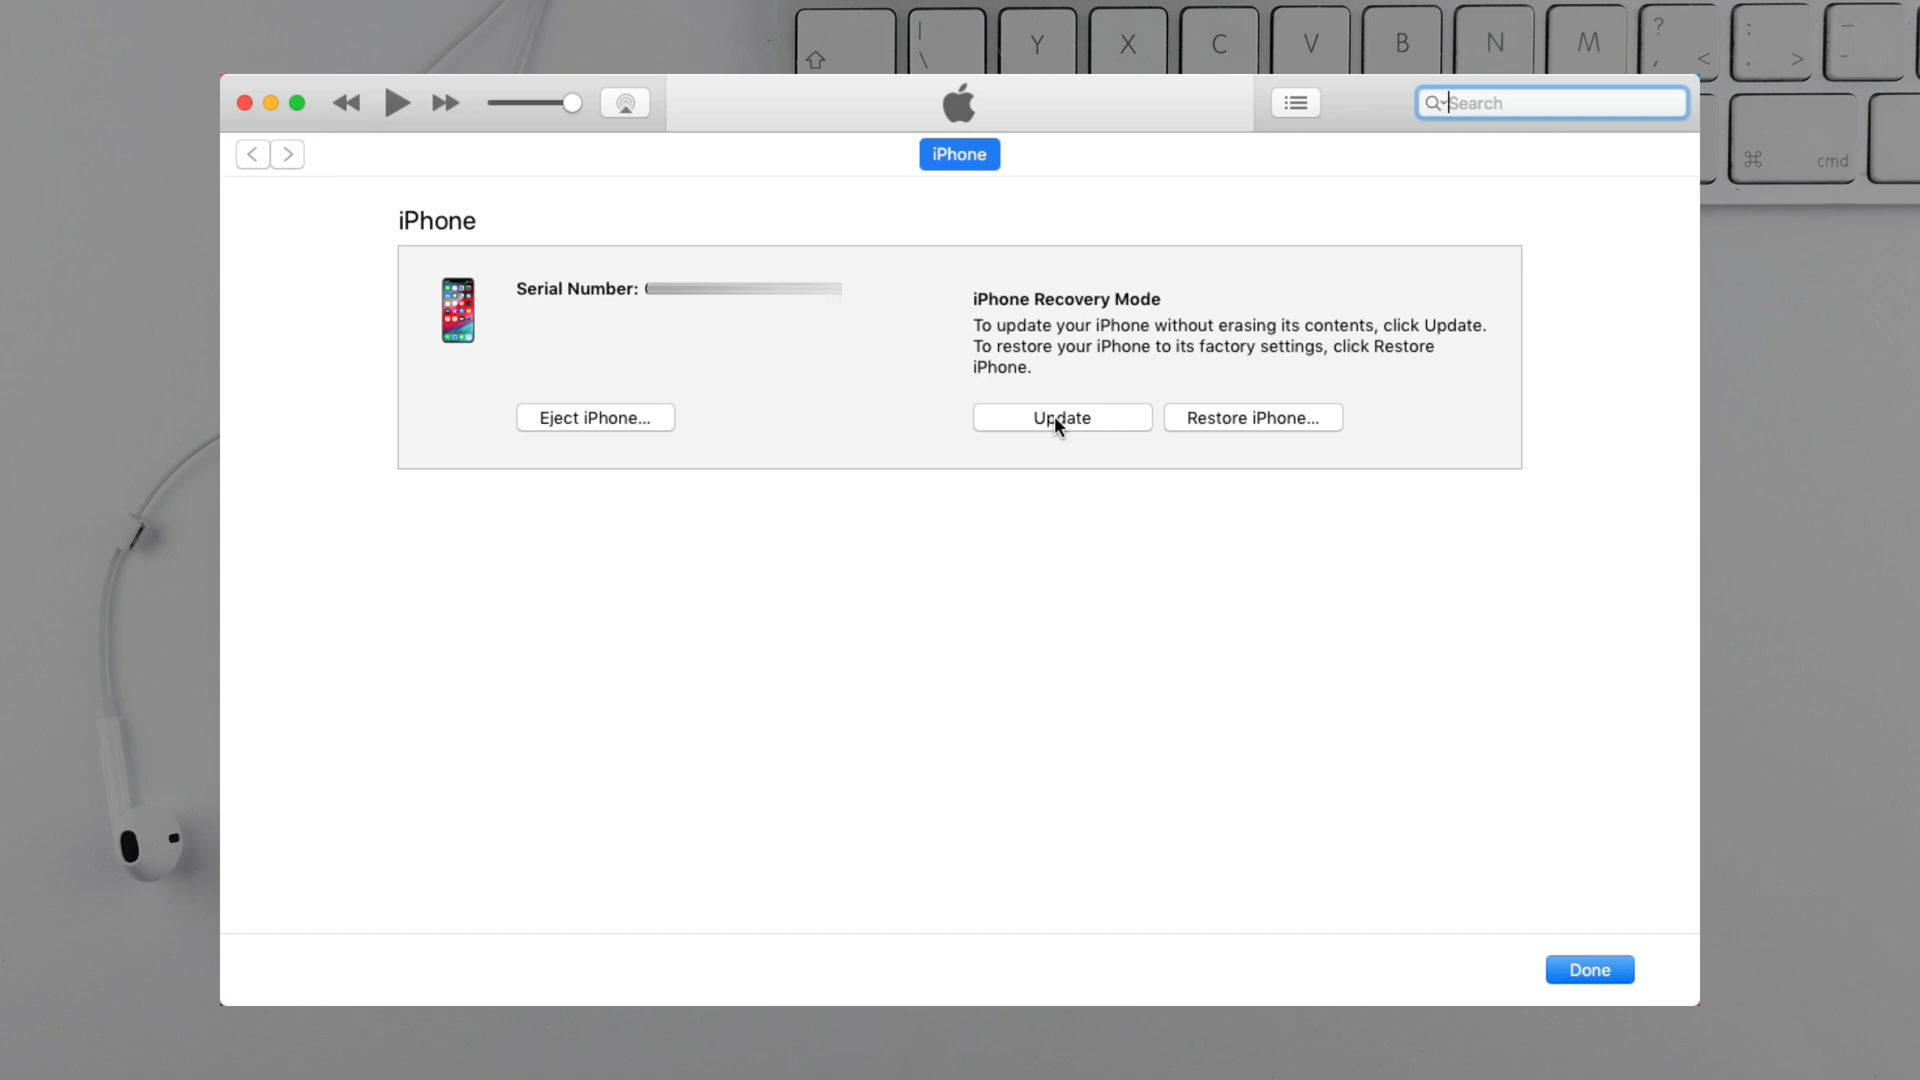 Y X C V B N M ? , < : . > _ -
Search
cmd
iPhone
iPhone
Serial Number:
iPhone Recovery Mode
To update your iPhone without erasing its contents, click Update.
To restore your iPhone to its factory settings, click Restore
iPhone.
Eject iPhone...
Update
Restore iPhone...
Done